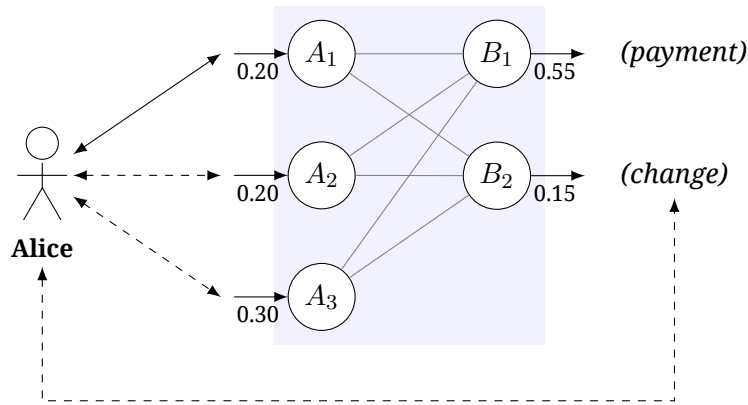 A₁ B₁ (payment)
0.20 0.55
A₂ B₂ (change)
0.20 0.15
Alice
A₃
0.30